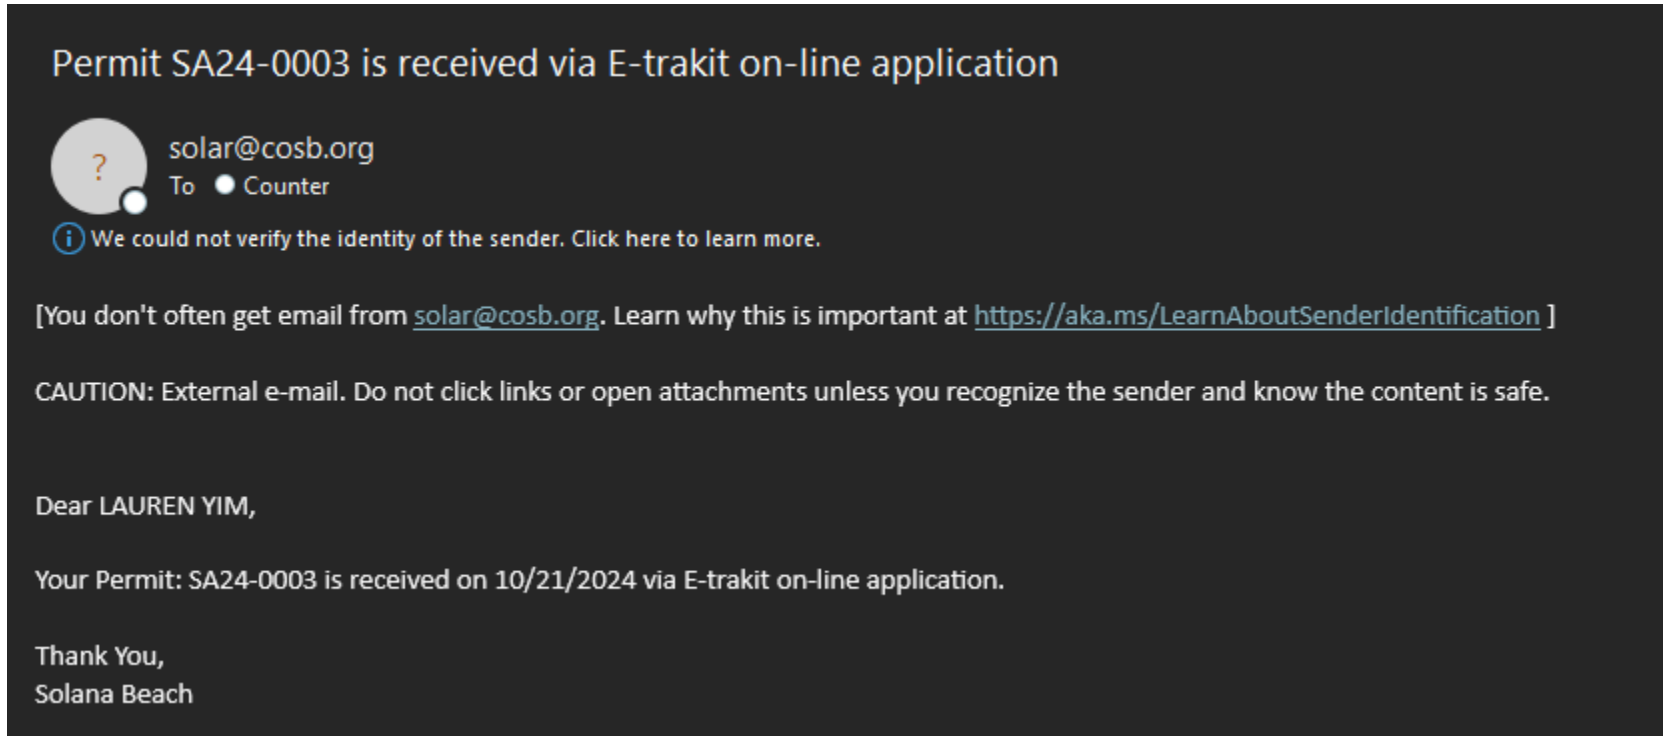 Permit SA24-0003 is received via E-trakit on-line application
?
solar@cosb.org
To Counter
We could not verify the identity of the sender. Click here to learn more.
[You don't often get email from solar@cosb.org. Learn why this is important at https://aka.ms/LearnAboutSenderIdentification ]
CAUTION: External e-mail. Do not click links or open attachments unless you recognize the sender and know the content is safe.
Dear LAUREN YIM,
Your Permit: SA24-0003 is received on 10/21/2024 via E-trakit on-line application.
Thank You,
Solana Beach